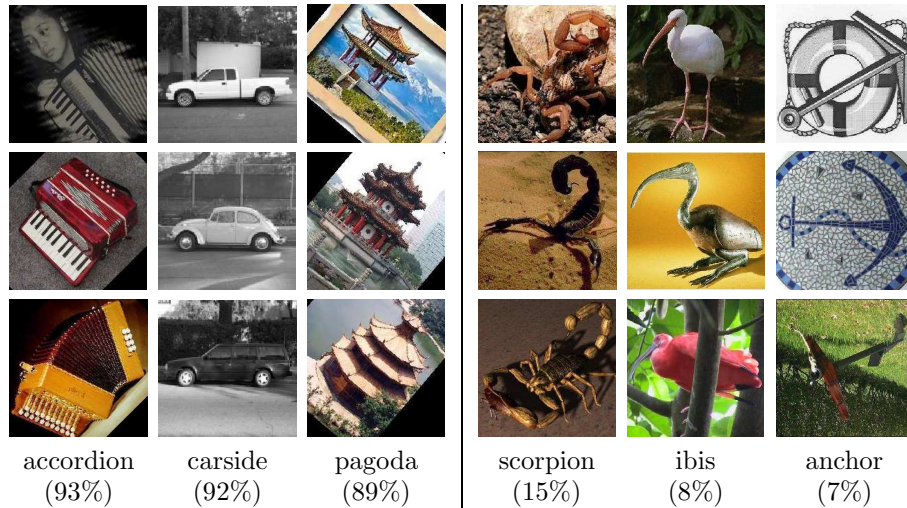 accordion
(93%)
carside
(92%)
pagoda
(89%)
scorpion
(15%)
ibis
(8%)
anchor
(7%)